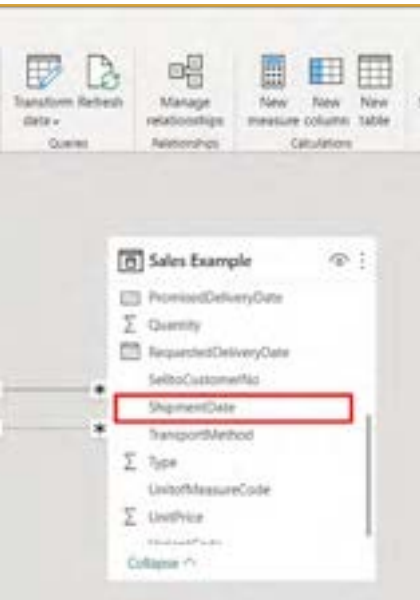 Transform Refresh
data
Queries
Manage
relationships
Relationships
New New New
measure column table
Calculations
Sales Example
PromisedDeliveryDate
Quantity
RequestedDeliveryDate
SelltoCustomerNo
ShipmentDate
TransportMethod
Type
UnitofMeasureCode
UnitPrice
Collapse